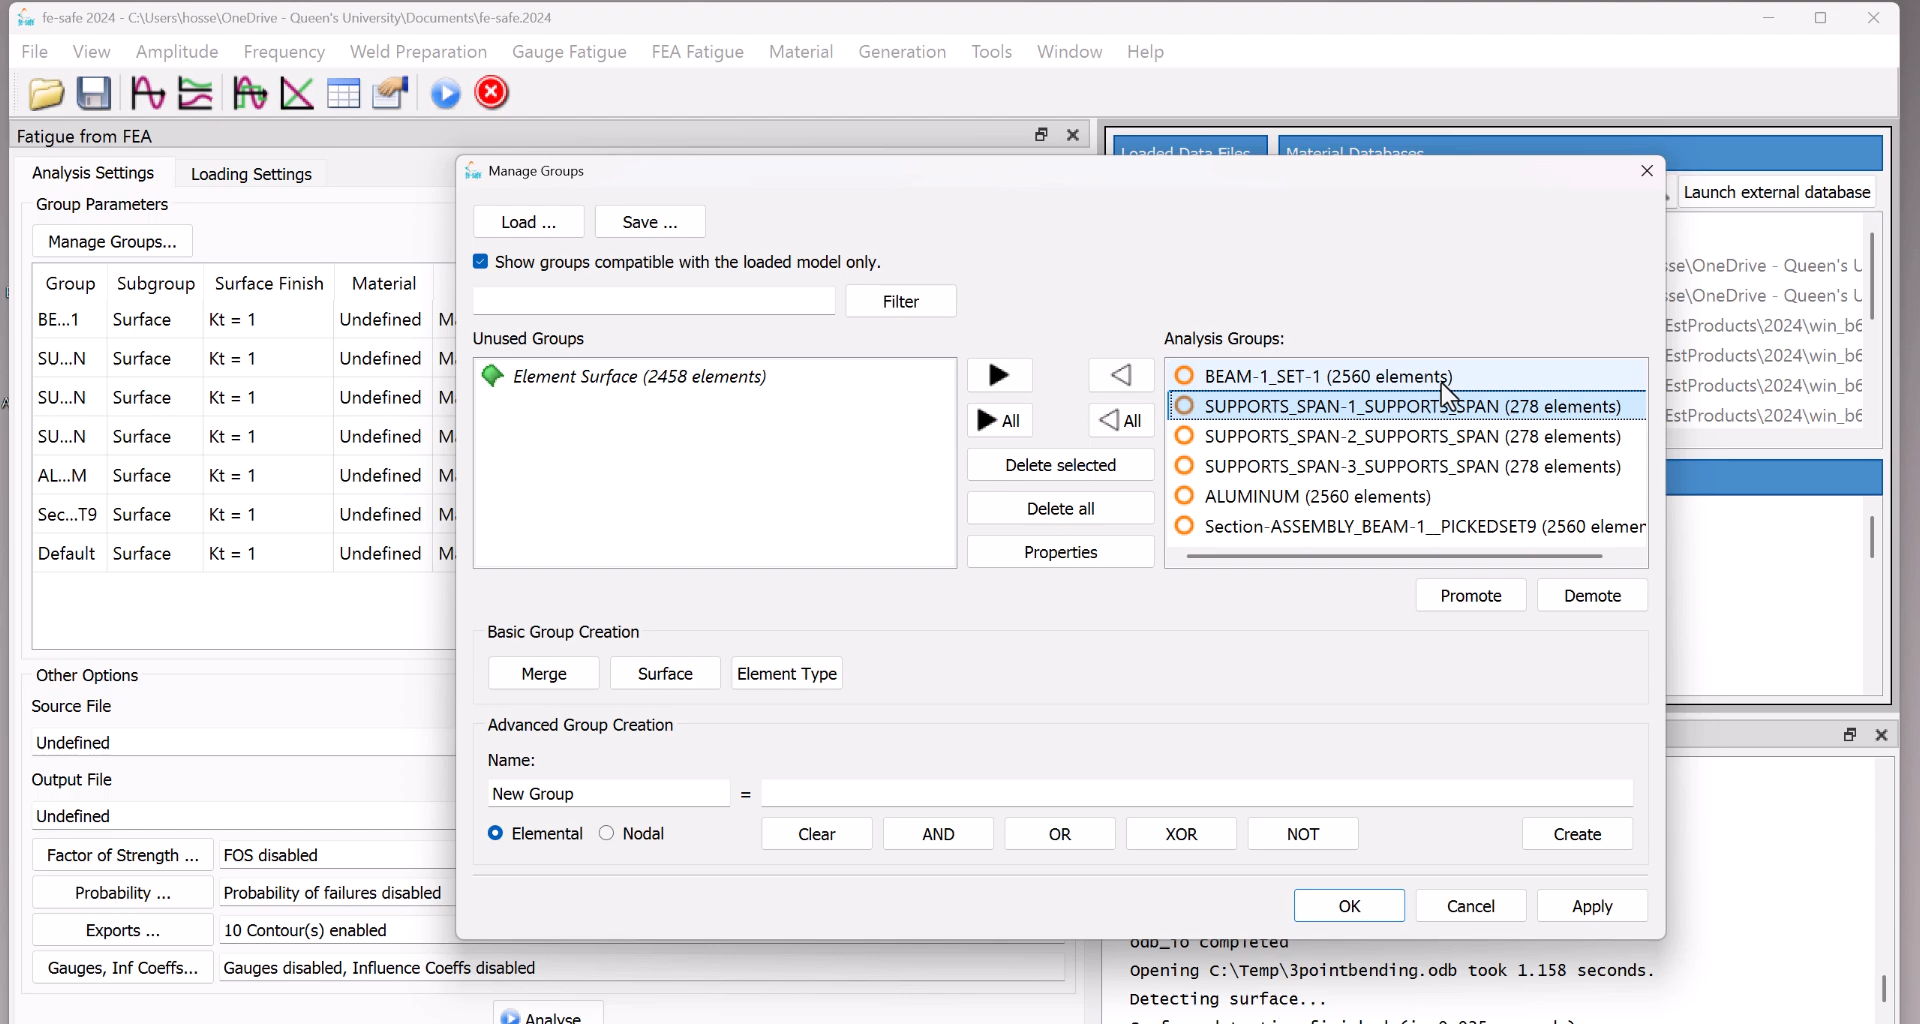 fe-safe 2024 - C:\Users\hosse\OneDrive - Queen's University\Documents\fe-safe.2024
File View Amplitude Frequency Weld Preparation Gauge Fatigue FEA Fatigue Material Generation Tools Window Help
Fatigue from FEA
Analysis Settings Loading Settings
Group Parameters
Manage Groups...
Group Subgroup Surface Finish Material
BE...1 Surface Kt = 1 Undefined
SU...N Surface Kt = 1 Undefined
SU...N Surface Kt = 1 Undefined
SU...N Surface Kt = 1 Undefined
AL...M Surface Kt = 1 Undefined
Sec...T9 Surface Kt = 1 Undefined
Default Surface Kt = 1 Undefined
Other Options
Source File
Undefined
Output File
Undefined
Factor of Strength ... FOS disabled
Probability ... Probability of failures disabled
Exports ... 10 Contour(s) enabled
Gauges, Inf Coeffs... Gauges disabled, Influence Coeffs disabled
Analyse
Manage Groups
Load ... Save ...
Show groups compatible with the loaded model only.
Filter
Unused Groups
Element Surface (2458 elements)
All All
Delete selected
Delete all
Properties
Analysis Groups:
BEAM-1_SET-1 (2560 elements)
SUPPORTS_SPAN-1_SUPPORTS_SPAN (278 elements)
SUPPORTS_SPAN-2_SUPPORTS_SPAN (278 elements)
SUPPORTS_SPAN-3_SUPPORTS_SPAN (278 elements)
ALUMINUM (2560 elements)
Section-ASSEMBLY_BEAM-1__PICKEDSET9 (2560 elemen
Promote Demote
Basic Group Creation
Merge Surface Element Type
Advanced Group Creation
Name:
New Group =
Elemental Nodal Clear AND OR XOR NOT Create
OK Cancel Apply
Loaded Data Files Material Databases
Launch external database
se\OneDrive - Queen's U
se\OneDrive - Queen's U
EstProducts\2024\win_b6
EstProducts\2024\win_b6
EstProducts\2024\win_b6
EstProducts\2024\win_b6
odb_io completed
Opening C:\Temp\3pointbending.odb took 1.158 seconds.
Detecting surface...